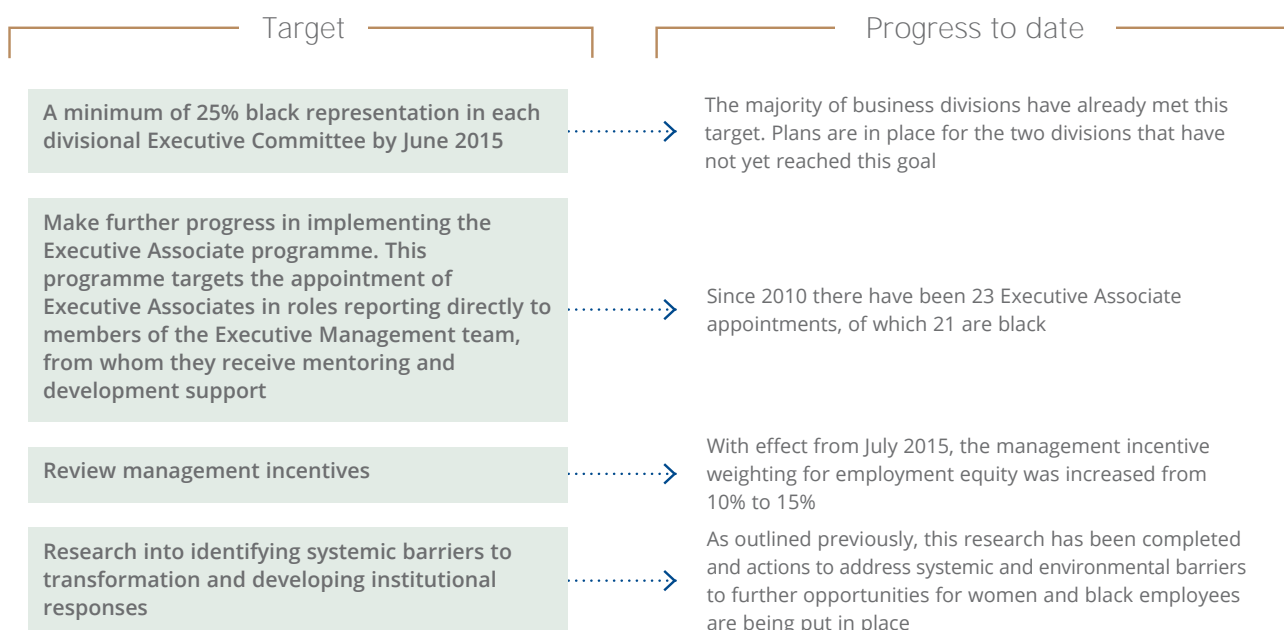 Target
Progress to date
A minimum of 25% black representation in each
divisional Executive Committee by June 2015
The majority of business divisions have already met this
target. Plans are in place for the two divisions that have
not yet reached this goal
Make further progress in implementing the
Executive Associate programme. This
programme targets the appointment of
Executive Associates in roles reporting directly to
members of the Executive Management team,
from whom they receive mentoring and
development support
Since 2010 there have been 23 Executive Associate
appointments, of which 21 are black
Review management incentives
With effect from July 2015, the management incentive
weighting for employment equity was increased from
10% to 15%
Research into identifying systemic barriers to
transformation and developing institutional
responses
As outlined previously, this research has been completed
and actions to address systemic and environmental barriers
to further opportunities for women and black employees
are being put in place